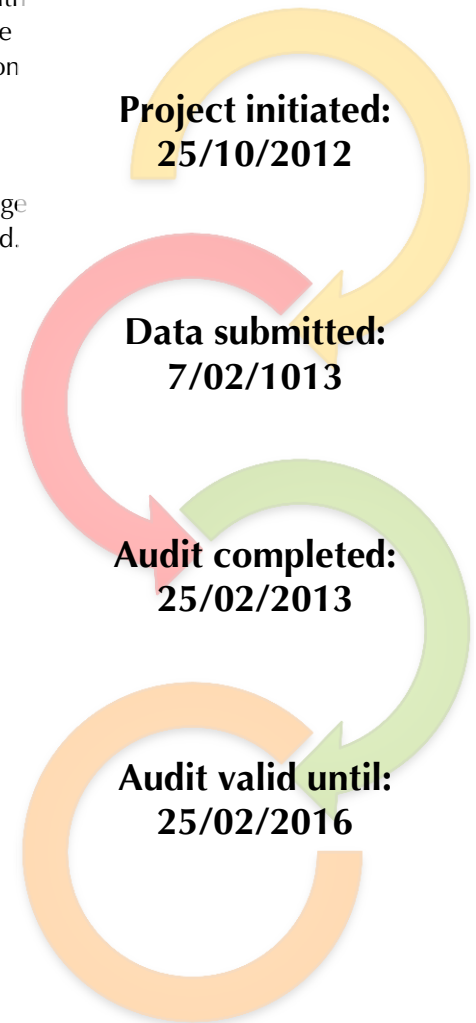 Project initiated:
25/10/2012
Data submitted:
7/02/1013
Audit completed:
25/02/2013
Audit valid until:
25/02/2016